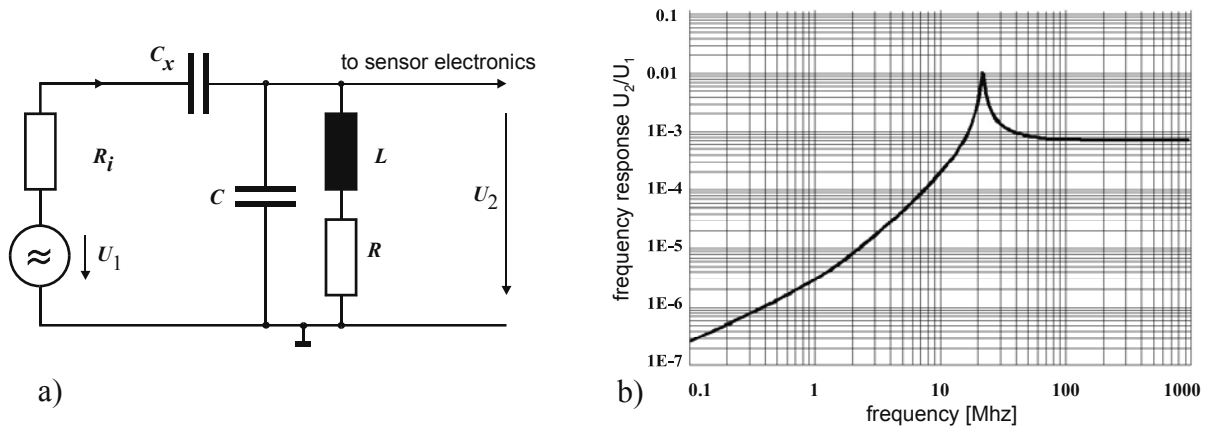 C_x
to sensor electronics
R_i
L
C
U_2
U_1
R
a)
frequency response U_2/U_1
0.1
0.01
1E-3
1E-4
1E-5
1E-6
1E-7
0.1 1 10 100 1000
frequency [Mhz]
b)